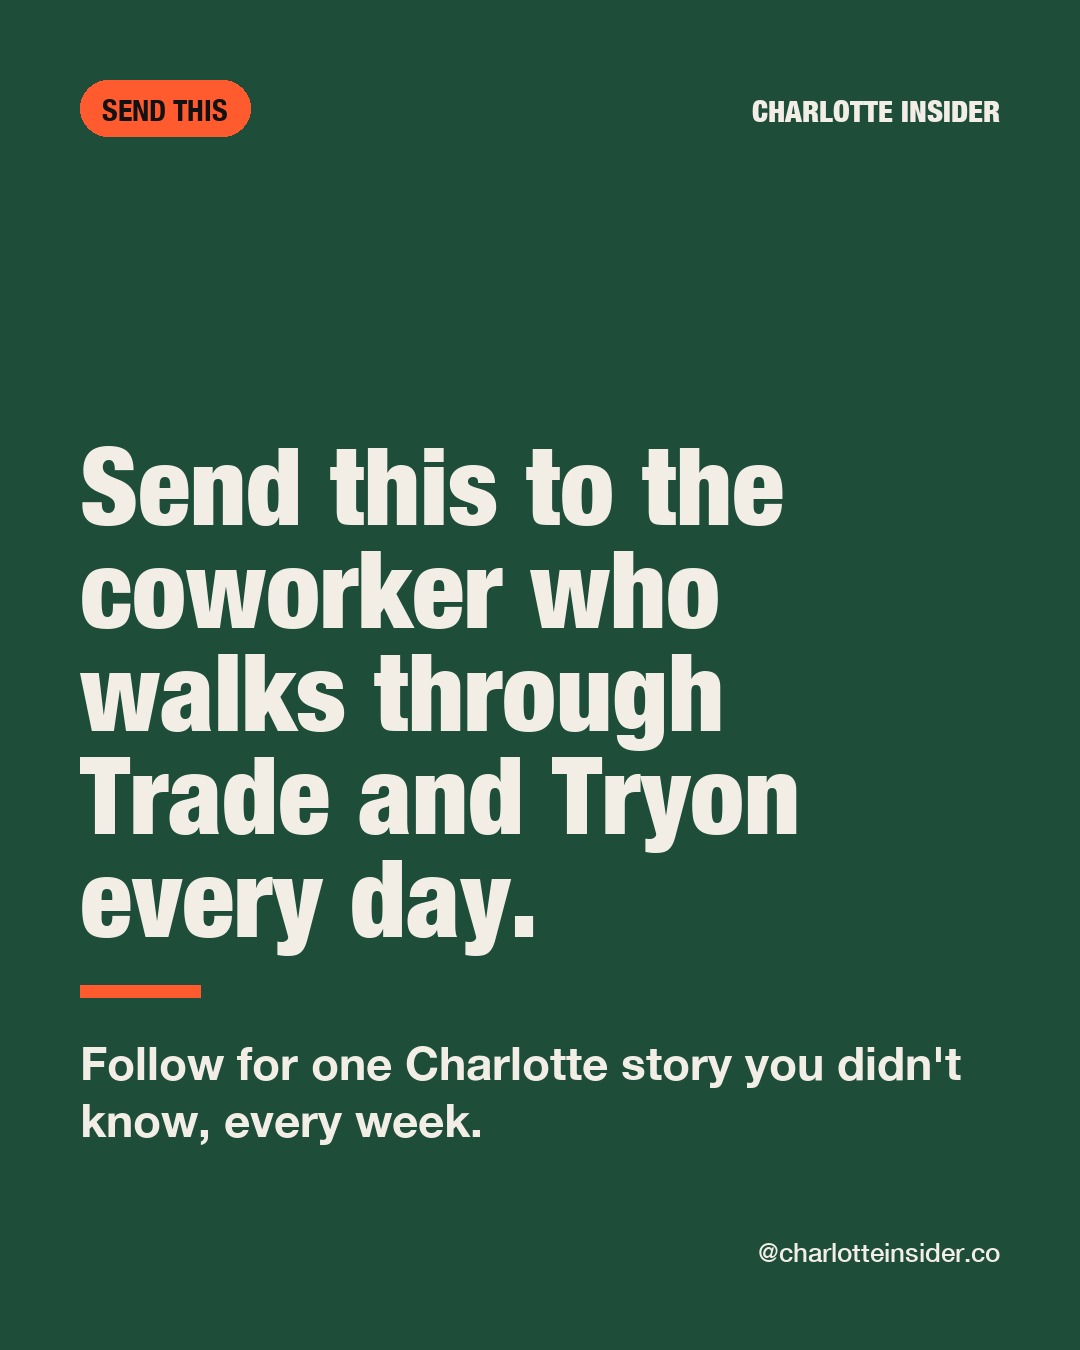 SEND THIS
CHARLOTTE INSIDER
Send this to the
coworker who
walks through
Trade and Tryon
every day.
Follow for one Charlotte story you didn't
know, every week.
@charlotteinsider.co